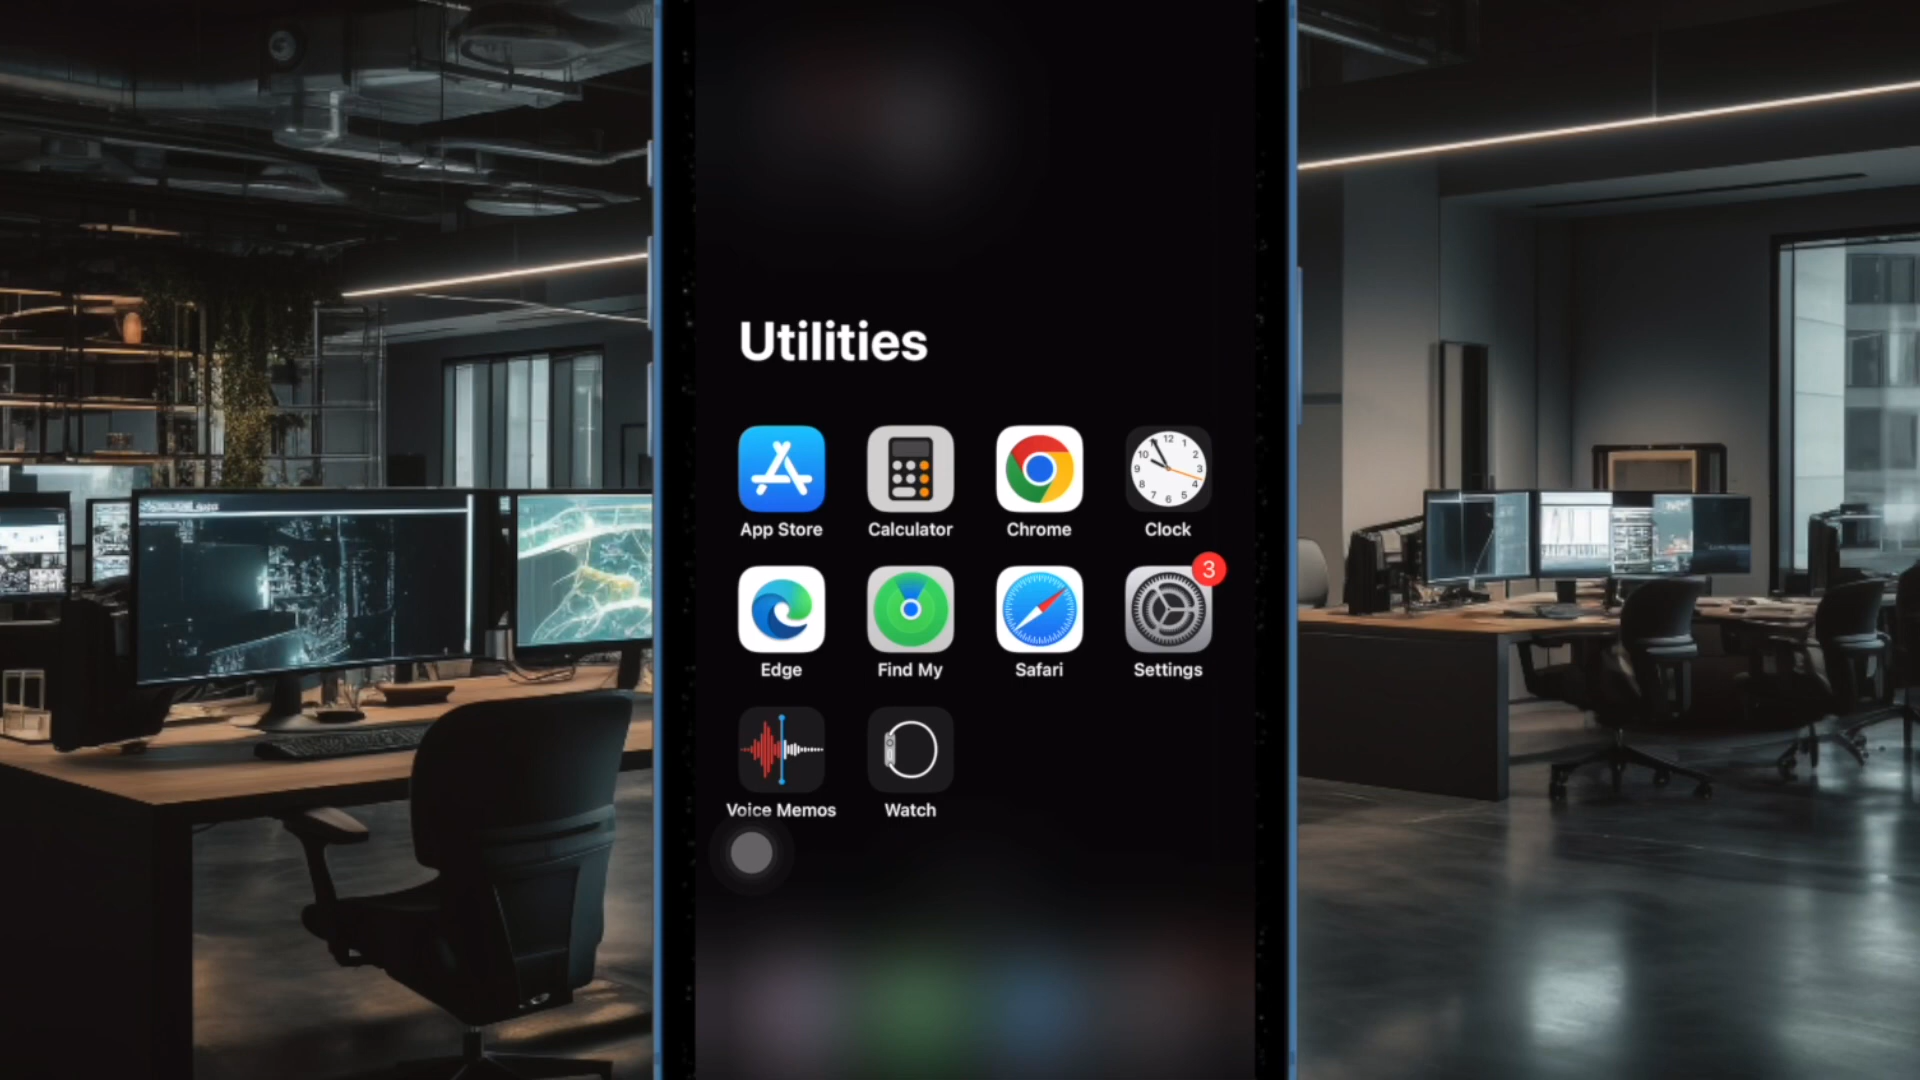 Utilities
App Store Calculator Chrome Clock
3
Edge Find My Safari Settings
Voice Memos Watch